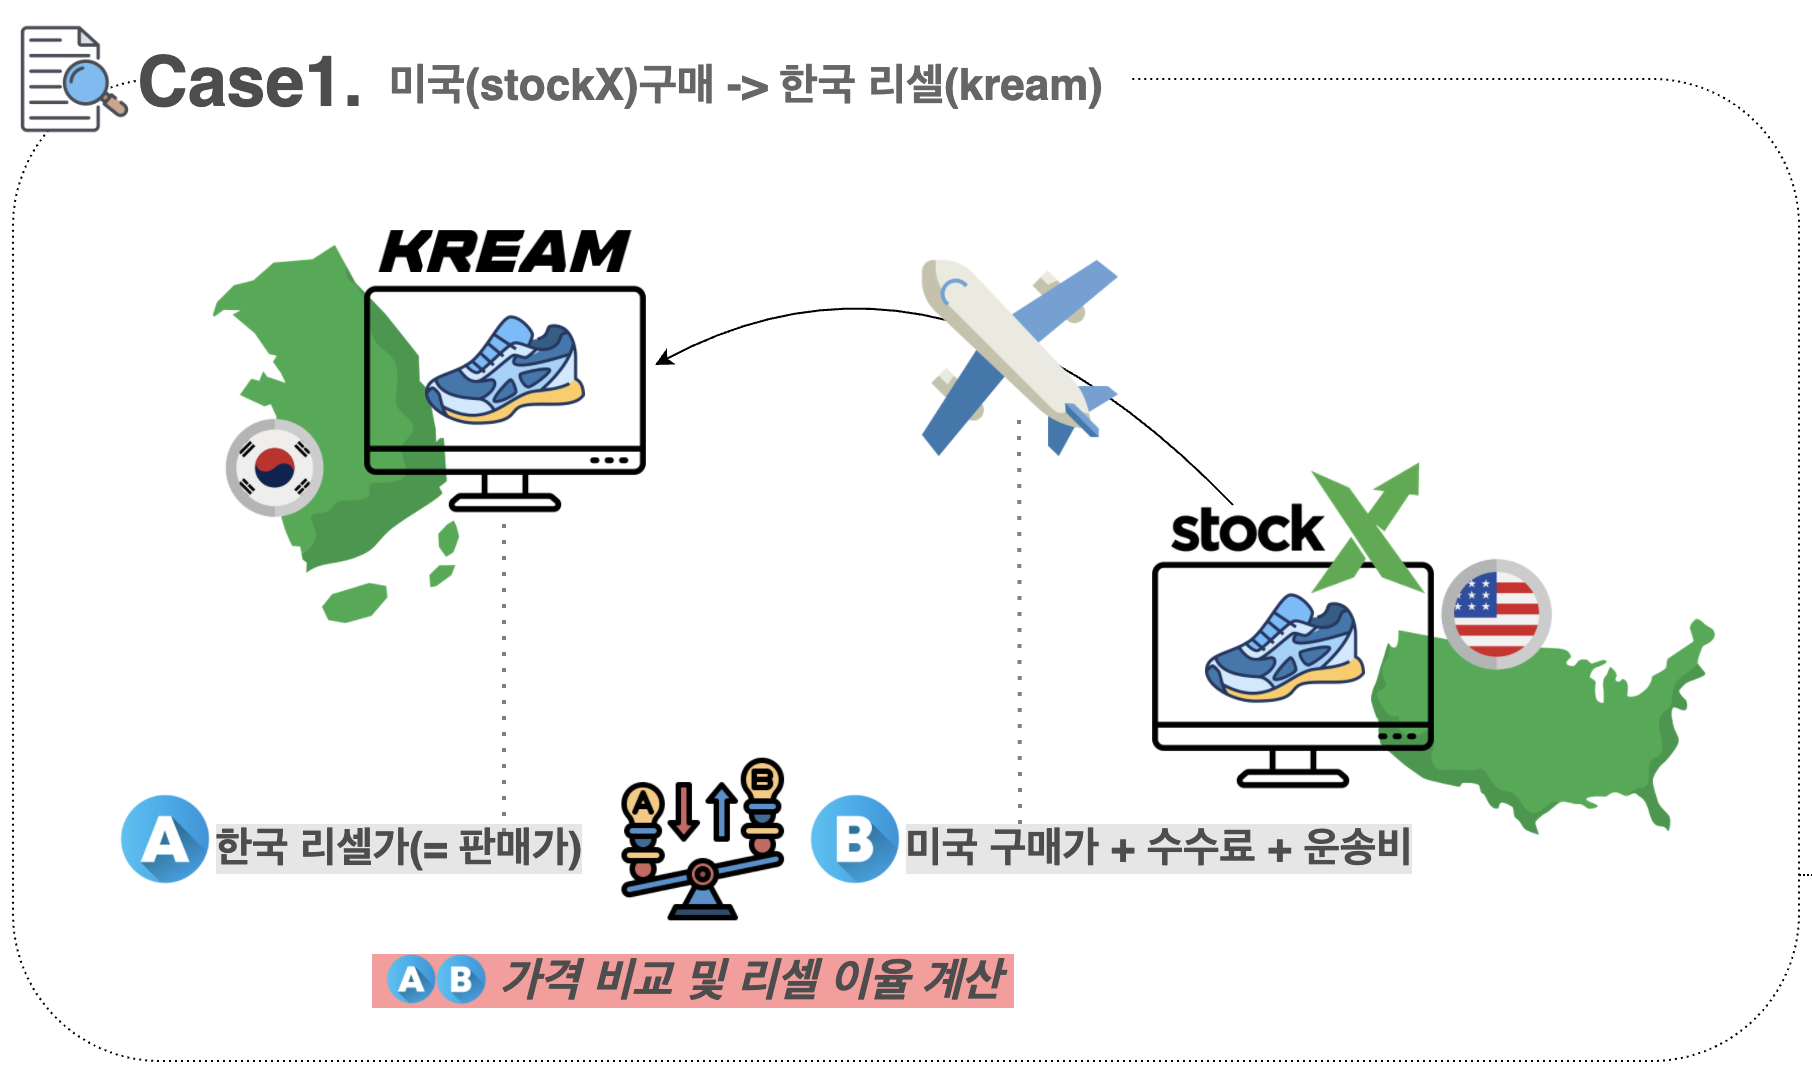 Case1. 미국(stockX)구매 -> 한국 리셀(kream)
KREAM
stockX
A B
A 한국 리셀가(= 판매가)
B 미국 구매가 + 수수료 + 운송비
A B 가격 비교 및 리셀 이율 계산